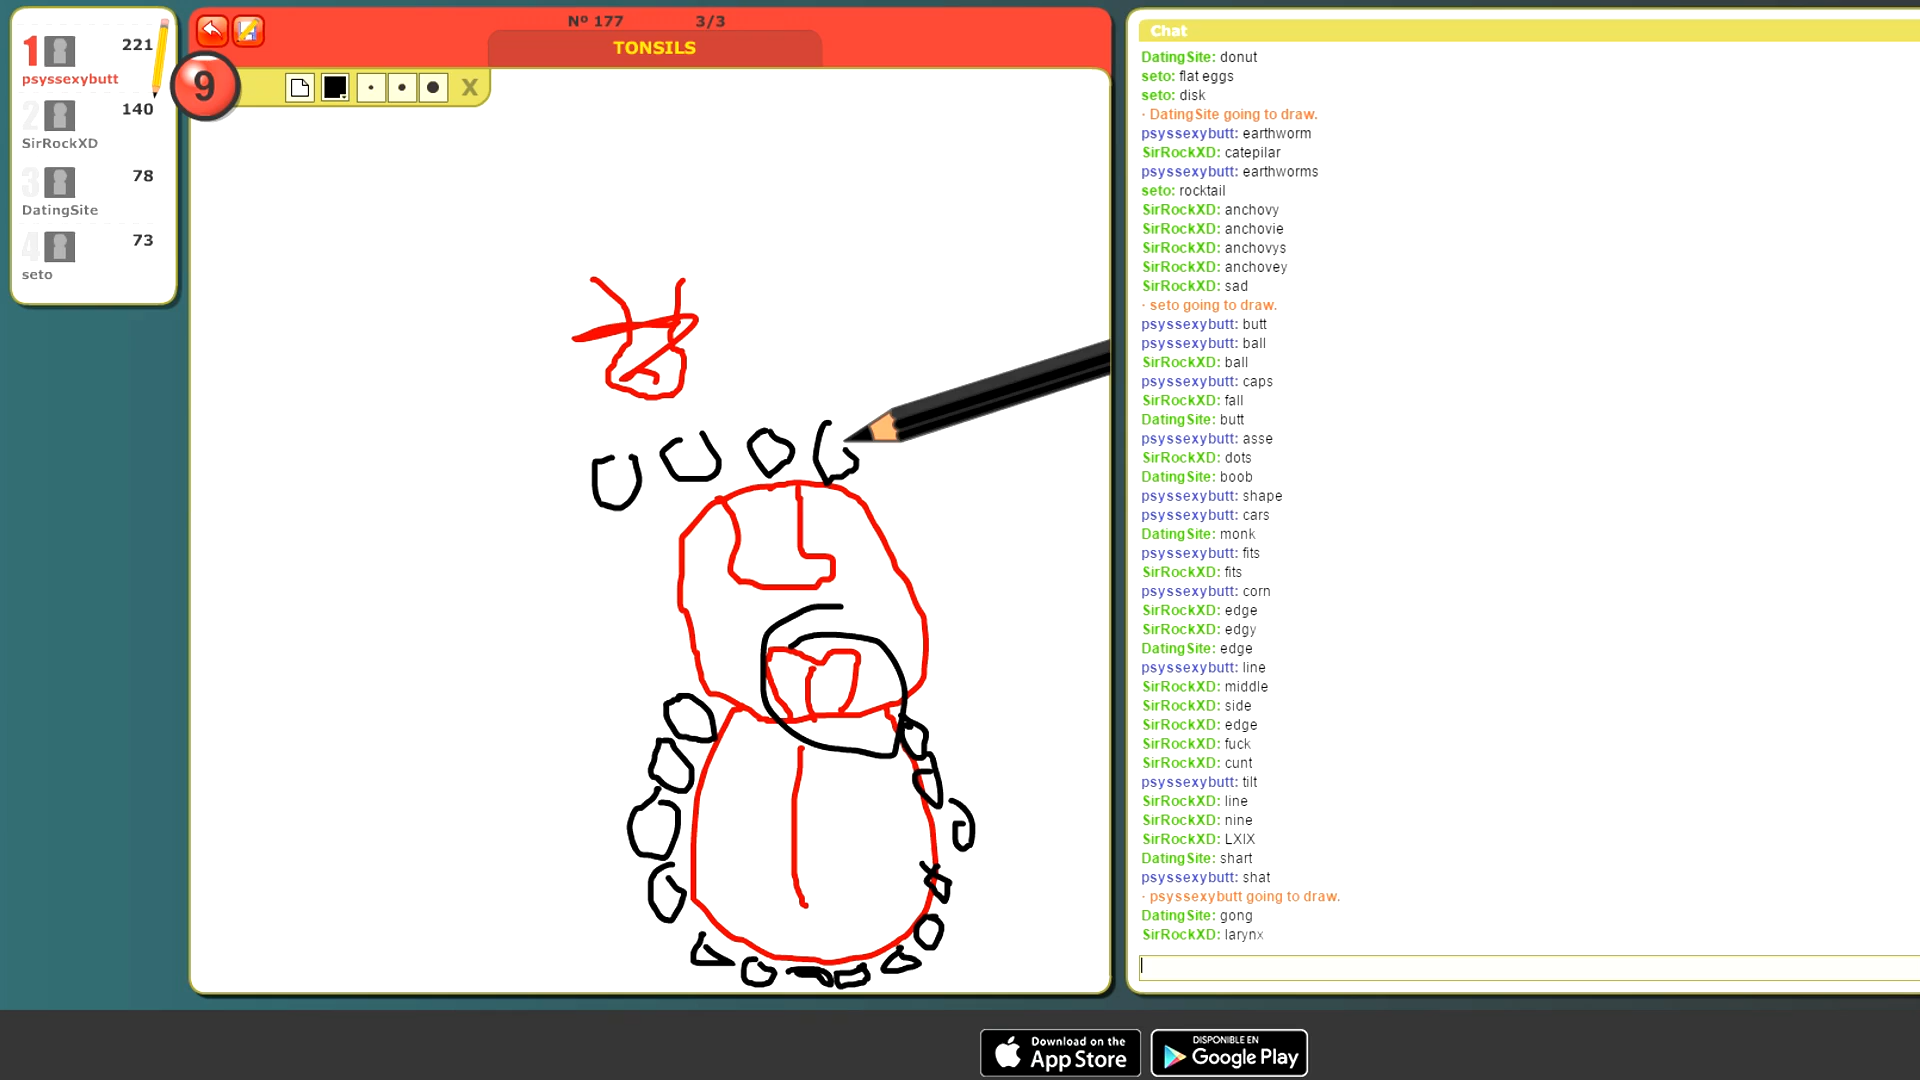 1
221
psyssexybutt
2
140
SirRockXD
3
78
DatingSite
4
73
seto
Nº 177 3/3
TONSILS
9
X
Chat
DatingSite: donut
seto: flat eggs
seto: disk
· DatingSite going to draw.
psyssexybutt: earthworm
SirRockXD: catepilar
psyssexybutt: earthworms
seto: rocktail
SirRockXD: anchovy
SirRockXD: anchovie
SirRockXD: anchovys
SirRockXD: anchovey
SirRockXD: sad
· seto going to draw.
psyssexybutt: butt
psyssexybutt: ball
SirRockXD: ball
psyssexybutt: caps
SirRockXD: fall
DatingSite: butt
psyssexybutt: asse
SirRockXD: dots
DatingSite: boob
psyssexybutt: shape
psyssexybutt: cars
DatingSite: monk
psyssexybutt: fits
SirRockXD: fits
psyssexybutt: corn
SirRockXD: edge
SirRockXD: edgy
DatingSite: edge
psyssexybutt: line
SirRockXD: middle
SirRockXD: side
SirRockXD: edge
SirRockXD: fuck
SirRockXD: cunt
psyssexybutt: tilt
SirRockXD: line
SirRockXD: nine
SirRockXD: LXIX
DatingSite: shart
psyssexybutt: shat
· psyssexybutt going to draw.
DatingSite: gong
SirRockXD: larynx
Download on the
App Store
DISPONIBLE EN
Google Play